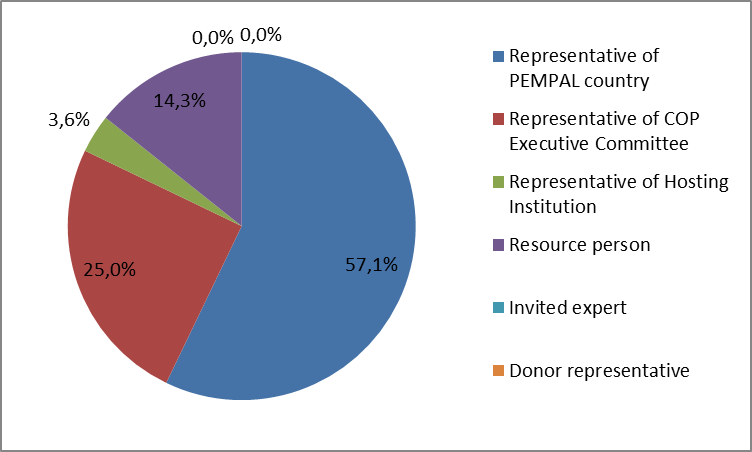 0,0% 0,0%
14,3%
3,6%
25,0%
57,1%
Representative of
PEMPAL country
Representative of COP
Executive Committee
Representative of Hosting
Institution
Resource person
Invited expert
Donor representative